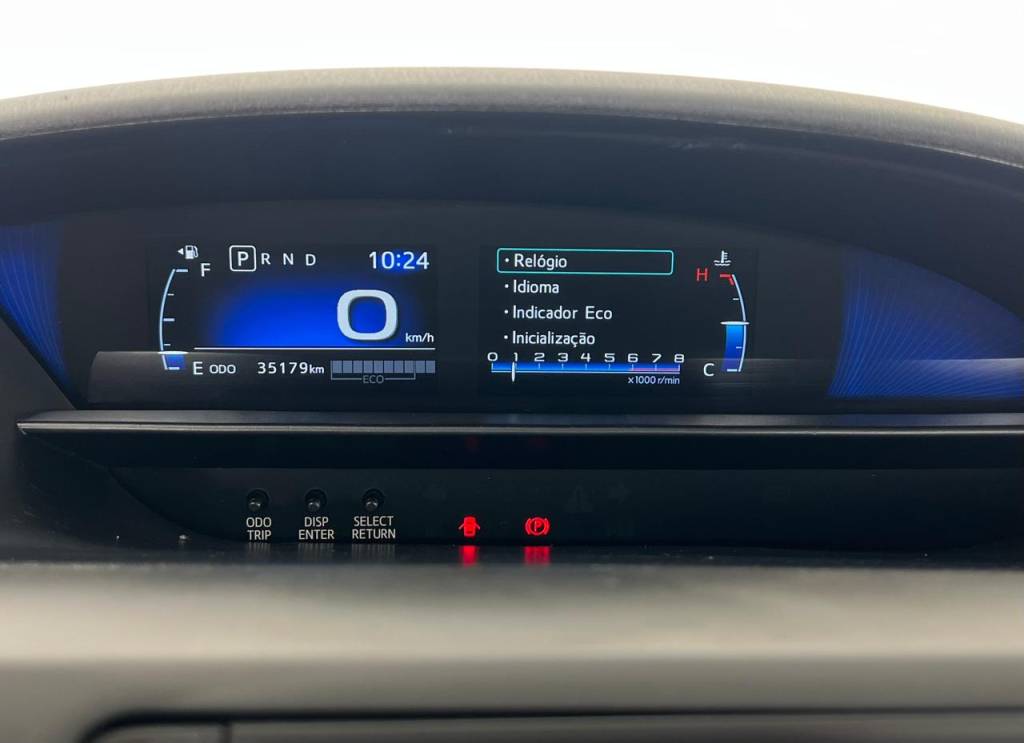 F P R N D 10:24
0 km/h
E ODO 35179km
ECO
· Relógio
· Idioma
· Indicador Eco
· Inicialização
0 1 2 3 4 5 6 7 8
x1000 r/min
H
C
ODO TRIP
DISP ENTER
SELECT RETURN
P